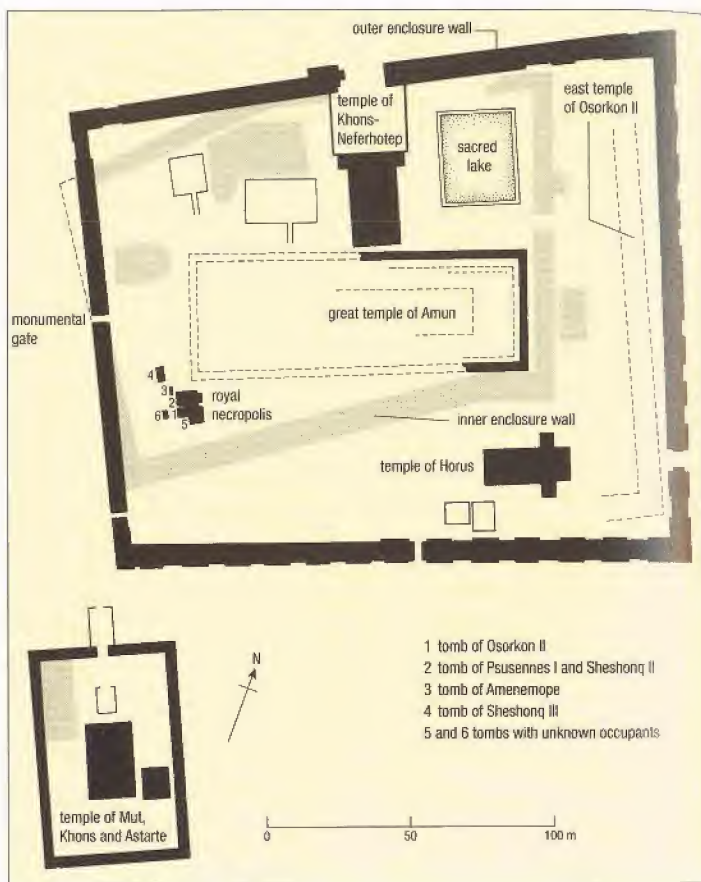 outer enclosure wall
temple of
Khons-
Neferhotep
sacred
lake
east temple
of Osorkon II
great temple of Amun
monumental
gate
4
3
2
6
1
5
royal
necropolis
inner enclosure wall
temple of Horus
N
1 tomb of Osorkon II
2 tomb of Psusennes I and Sheshonq II
3 tomb of Amenemope
4 tomb of Sheshonq III
5 and 6 tombs with unknown occupants
temple of Mut,
Khons and Astarte
0
50
100 m